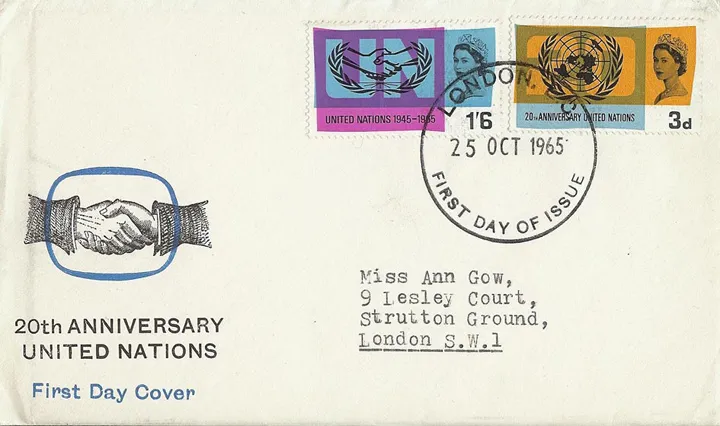 UN
UNITED NATIONS 1945-1965
1'6
20th ANNIVERSARY UNITED NATIONS
3d
LONDON.
25 OCT 1965
FIRST DAY OF ISSUE
Miss Ann Gow,
9 Lesley Court,
Strutton Ground,
London S.W.1
20th ANNIVERSARY
UNITED NATIONS
First Day Cover